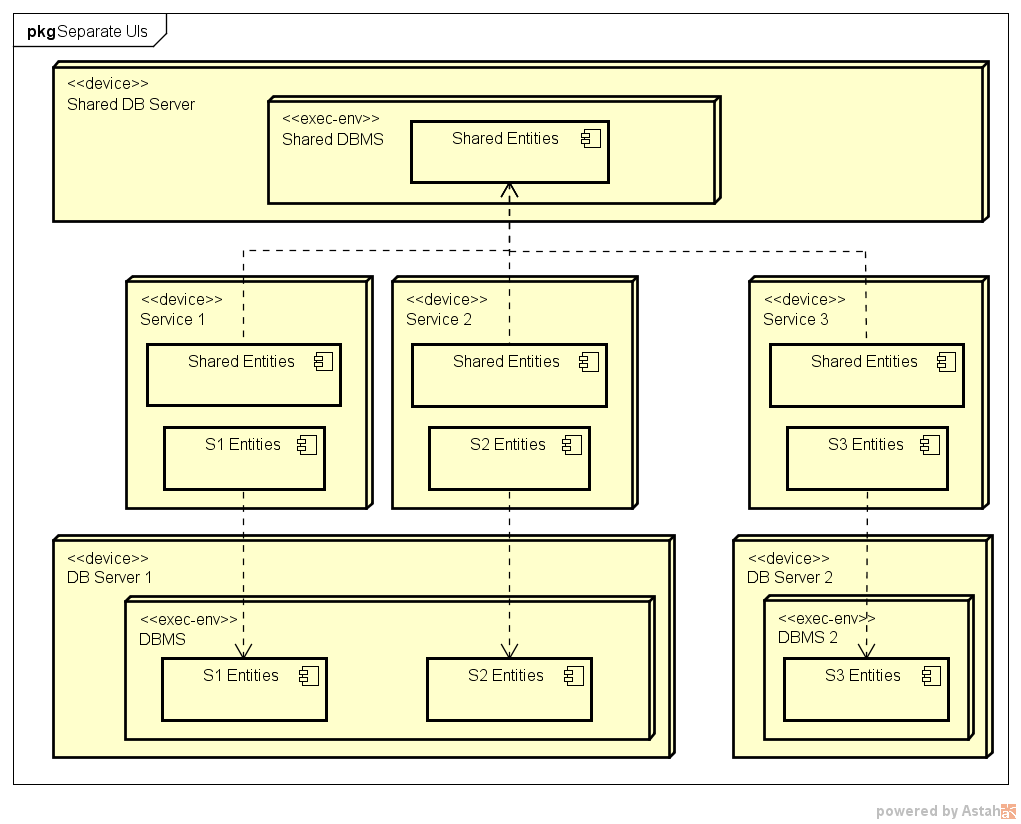 pkg Separate UIs
<<device>>
Shared DB Server
<<exec-env>>
Shared DBMS
Shared Entities
<<device>>
Service 1
Shared Entities
S1 Entities
<<device>>
Service 2
Shared Entities
S2 Entities
<<device>>
Service 3
Shared Entities
S3 Entities
<<device>>
DB Server 1
<<exec-env>>
DBMS
S1 Entities
S2 Entities
<<device>>
DB Server 2
<<exec-env>>
DBMS 2
S3 Entities
powered by Astah